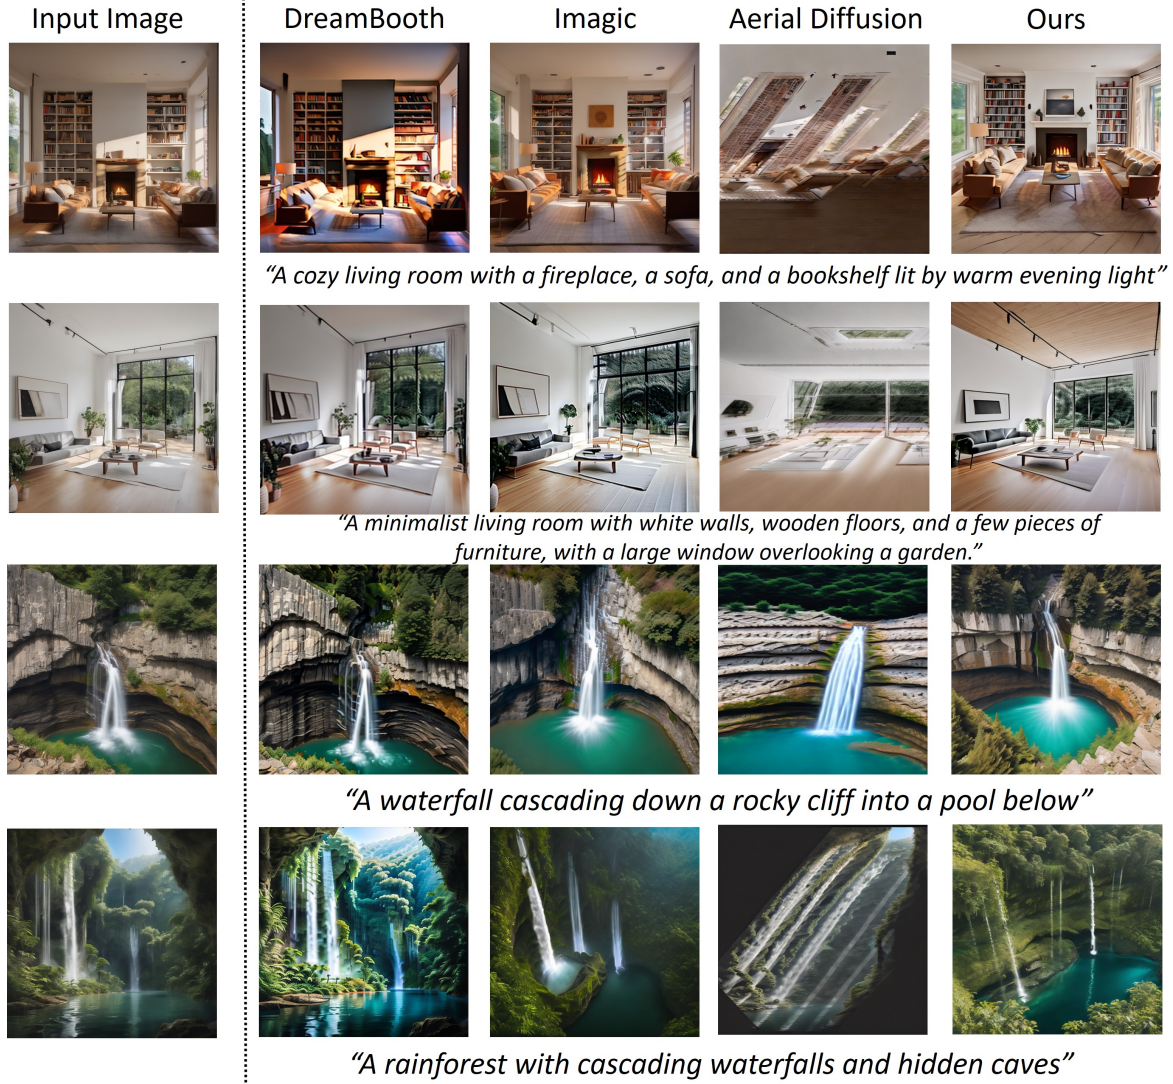 Input Image
DreamBooth
Imagic
Aerial Diffusion
Ours
“A cozy living room with a fireplace, a sofa, and a bookshelf lit by warm evening light”
“A minimalist living room with white walls, wooden floors, and a few pieces of
furniture, with a large window overlooking a garden.”
“A waterfall cascading down a rocky cliff into a pool below”
“A rainforest with cascading waterfalls and hidden caves”